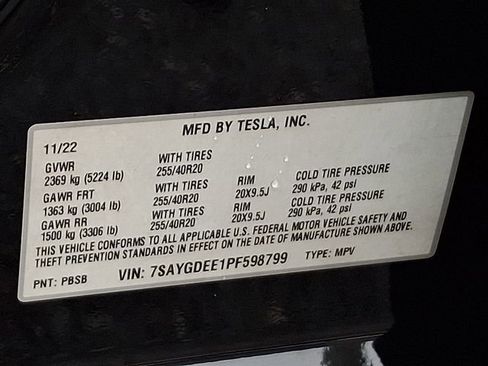 MFD BY TESLA, INC.
11/22
GVWR WITH TIRES
2369 kg (5224 lb) 255/40R20
GAWR FRT WITH TIRES RIM COLD TIRE PRESSURE
1363 kg (3004 lb) 255/40R20 20X9.5J 290 kPa, 42 psi
GAWR RR WITH TIRES RIM COLD TIRE PRESSURE
1500 kg (3306 lb) 255/40R20 20X9.5J 290 kPa, 42 psi
THIS VEHICLE CONFORMS TO ALL APPLICABLE U.S. FEDERAL MOTOR VEHICLE SAFETY AND
THEFT PREVENTION STANDARDS IN EFFECT ON THE DATE OF MANUFACTURE SHOWN ABOVE.
PNT: PBSB VIN: 7SAYGDEE1PF598799 TYPE: MPV